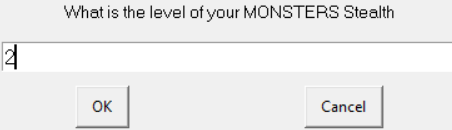 What is the level of your MONSTERS Stealth
2
OK
Cancel